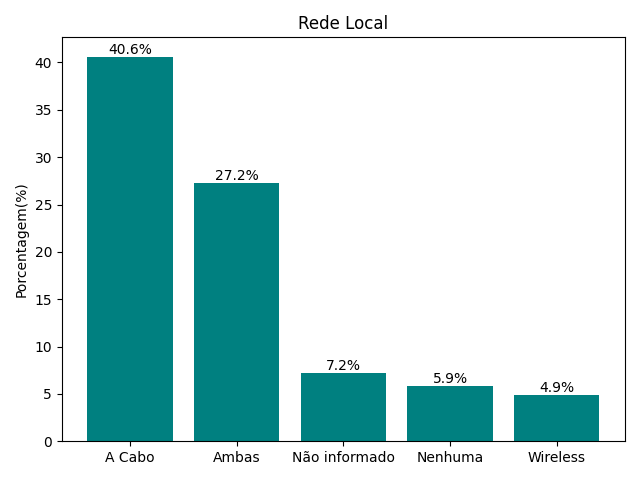 Rede Local
40.6%
27.2%
7.2%
5.9%
4.9%
Porcentagem(%)
40
35
30
25
20
15
10
5
0
A Cabo
Ambas
Não informado
Nenhuma
Wireless